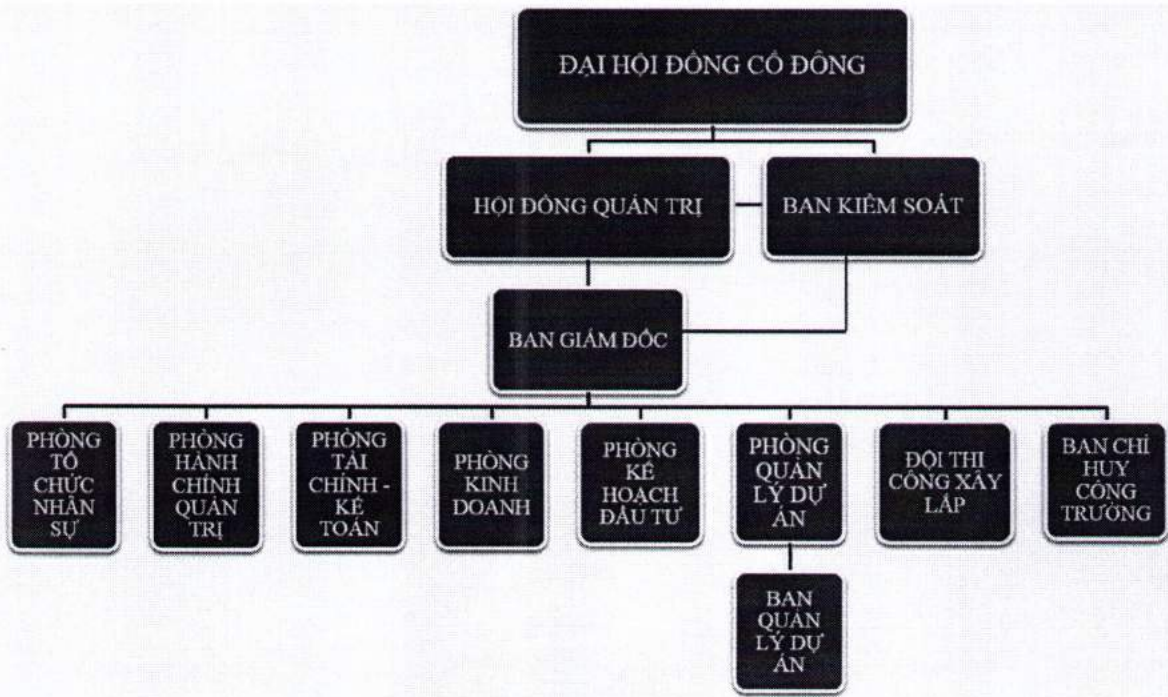 ĐẠI HỘI ĐỒNG CỔ ĐÔNG
HỘI ĐỒNG QUẢN TRỊ
BAN KIỂM SOÁT
BAN GIÁM ĐỐC
PHÒNG
TỔ
CHỨC
NHÂN
SỰ
PHÒNG
HÀNH
CHÍNH
QUẢN
TRỊ
PHÒNG
TÀI
CHÍNH -
KẾ
TOÁN
PHÒNG
KINH
DOANH
PHÒNG
KẾ
HOẠCH
ĐẦU TƯ
PHÒNG
QUẢN
LÝ DỰ
ÁN
ĐỘI THI
CÔNG XÂY
LẮP
BAN CHỈ
HUY
CÔNG
TRƯỜNG
BAN
QUẢN
LÝ DỰ
ÁN